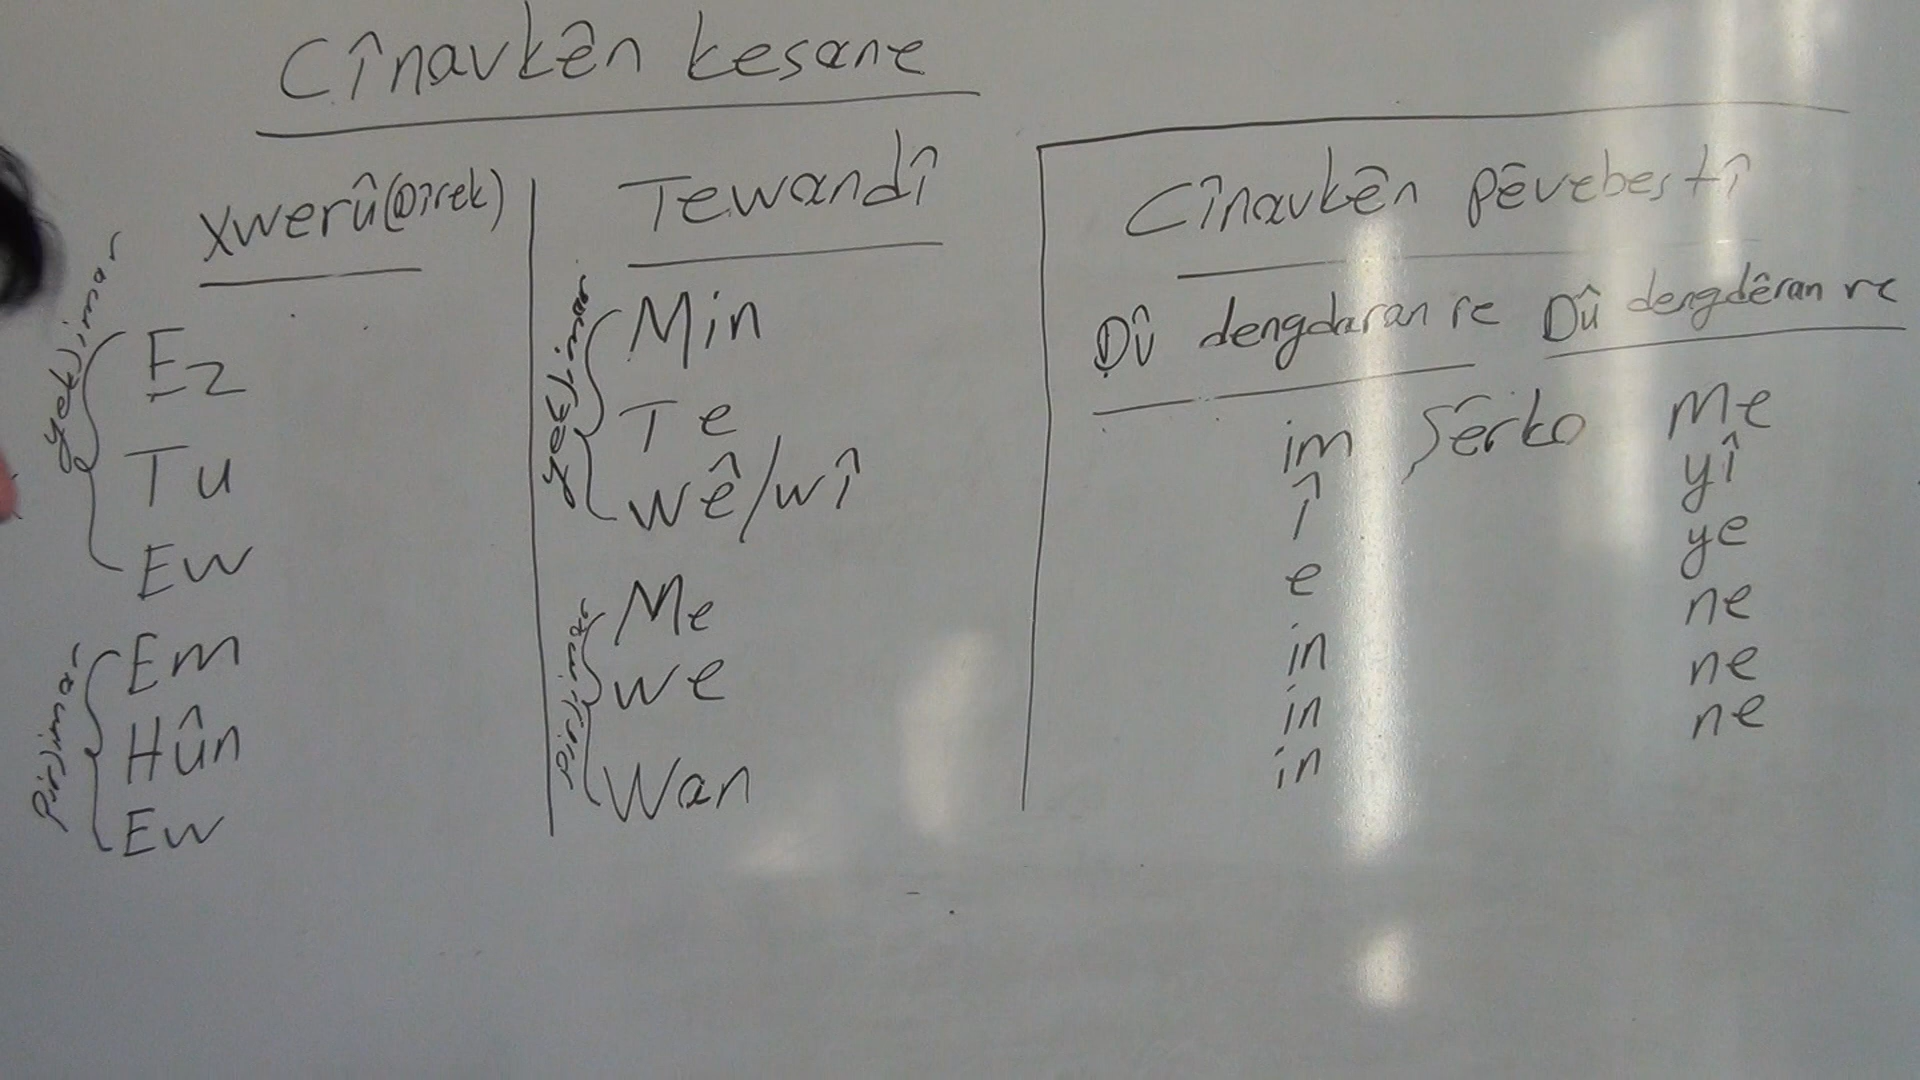 Cînavkên kesane
Xwerû(Direk)
yekjimar
Ez
Tu
Ew
pirjimar
Em
Hûn
Ew
Tewandî
yekjimar
Min
Te
wê/wî
pirjimar
Me
we
Wan
Cînavkên pêvebestî
Dû dengdaran re
im
î
e
in
in
in
Şêrko
Dû dengdêran re
Me
yî
ye
ne
ne
ne